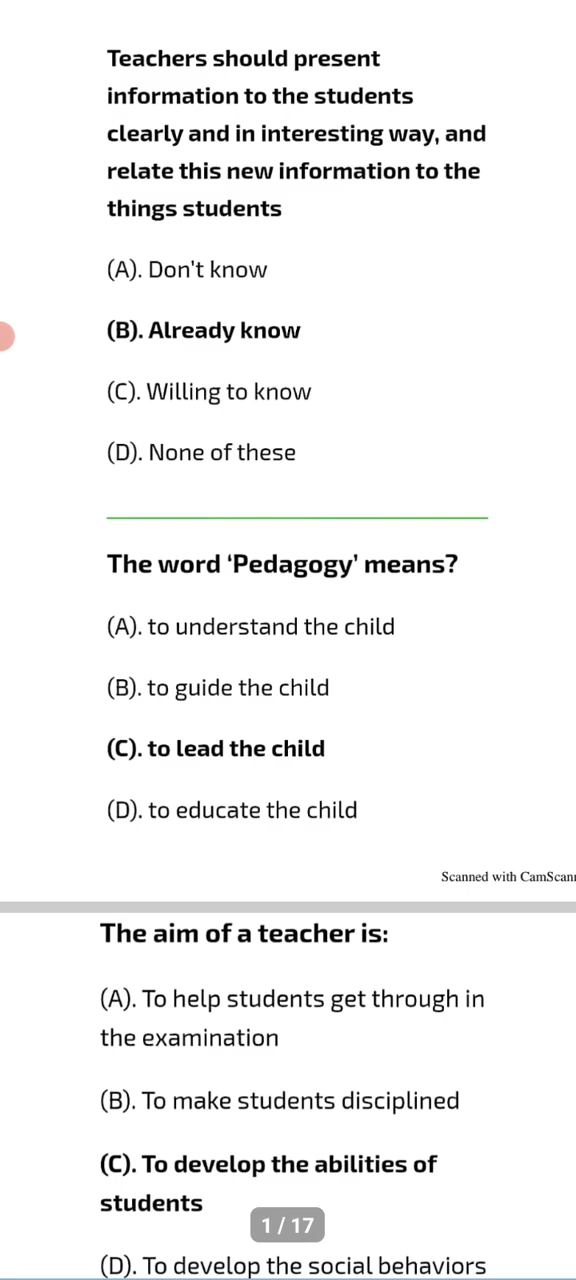 Teachers should present
information to the students
clearly and in interesting way, and
relate this new information to the
things students
(A). Don't know
(B). Already know
(C). Willing to know
(D). None of these
The word ‘Pedagogy’ means?
(A). to understand the child
(B). to guide the child
(C). to lead the child
(D). to educate the child
Scanned with CamScann
The aim of a teacher is:
(A). To help students get through in
the examination
(B). To make students disciplined
(C). To develop the abilities of
students
1 / 17
(D). To develop the social behaviors